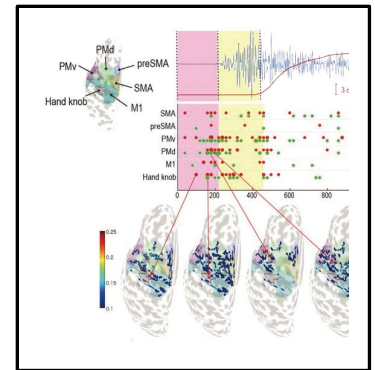 PMd
PMv
preSMA
SMA
Hand knob
M1
3 c
SMA
preSMA
PMv
PMd
M1
Hand knob
0 200 400 600 800
0.25
0.2
0.15
0.1